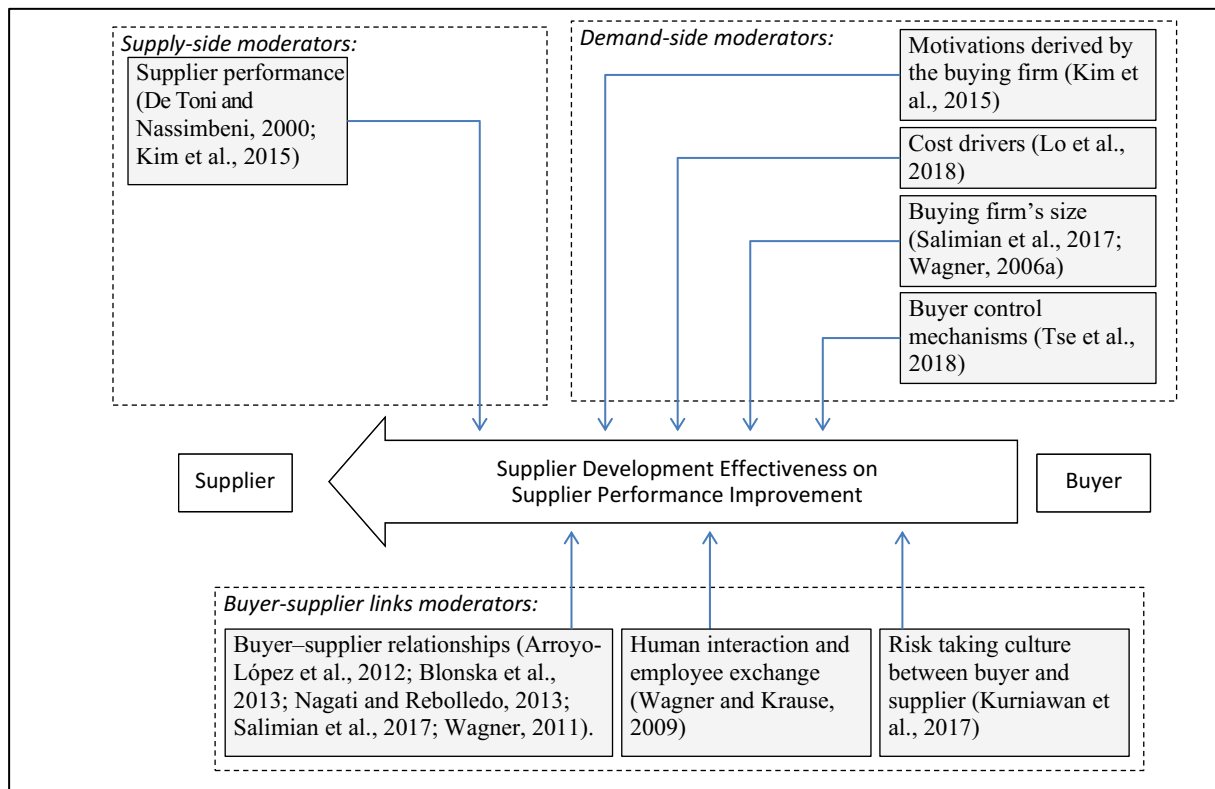 Supply-side moderators:
Supplier performance
(De Toni and
Nassimbeni, 2000;
Kim et al., 2015)
Demand-side moderators:
Motivations derived by
the buying firm (Kim et
al., 2015)
Cost drivers (Lo et al.,
2018)
Buying firm’s size
(Salimian et al., 2017;
Wagner, 2006a)
Buyer control
mechanisms (Tse et al.,
2018)
Supplier
Supplier Development Effectiveness on
Supplier Performance Improvement
Buyer
Buyer-supplier links moderators:
Buyer–supplier relationships (Arroyo-
López et al., 2012; Blonska et al.,
2013; Nagati and Rebolledo, 2013;
Salimian et al., 2017; Wagner, 2011).
Human interaction and
employee exchange
(Wagner and Krause,
2009)
Risk taking culture
between buyer and
supplier (Kurniawan et
al., 2017)